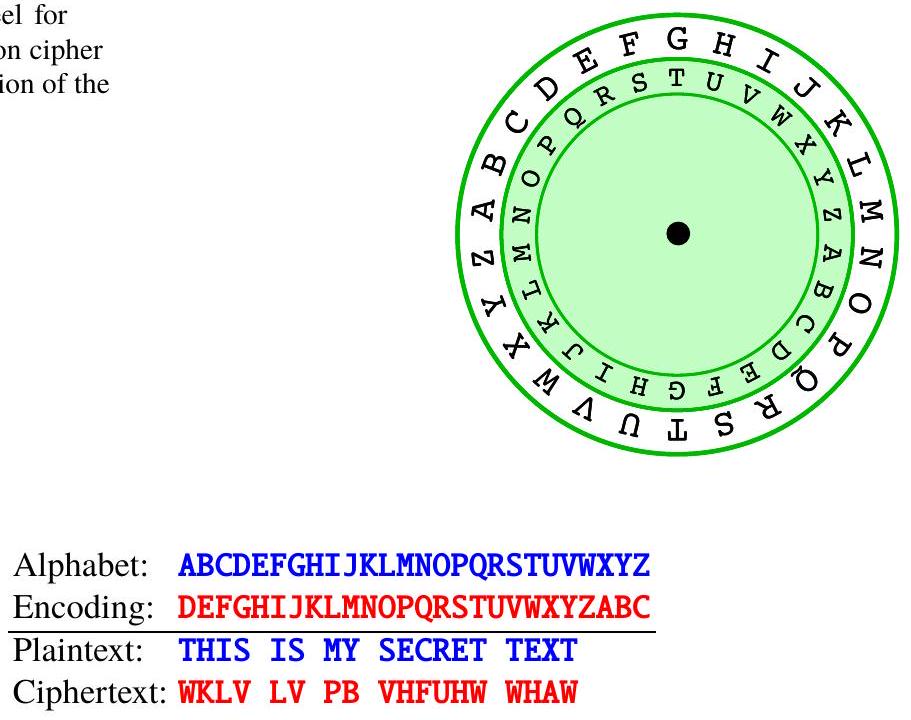 eel for
on cipher
ion of the
A B C D E F G H I J K L M N O P Q R S T U V W X Y Z
N O P Q R S T U V W X Y Z A B C D E F G H I J K L M
Alphabet: ABCDEFGHIJKLMNOPQRSTUVWXYZ
Encoding: DEFGHIJKLMNOPQRSTUVWXYZABC
Plaintext: THIS IS MY SECRET TEXT
Ciphertext: WKLV LV PB VHFUHW WHAW